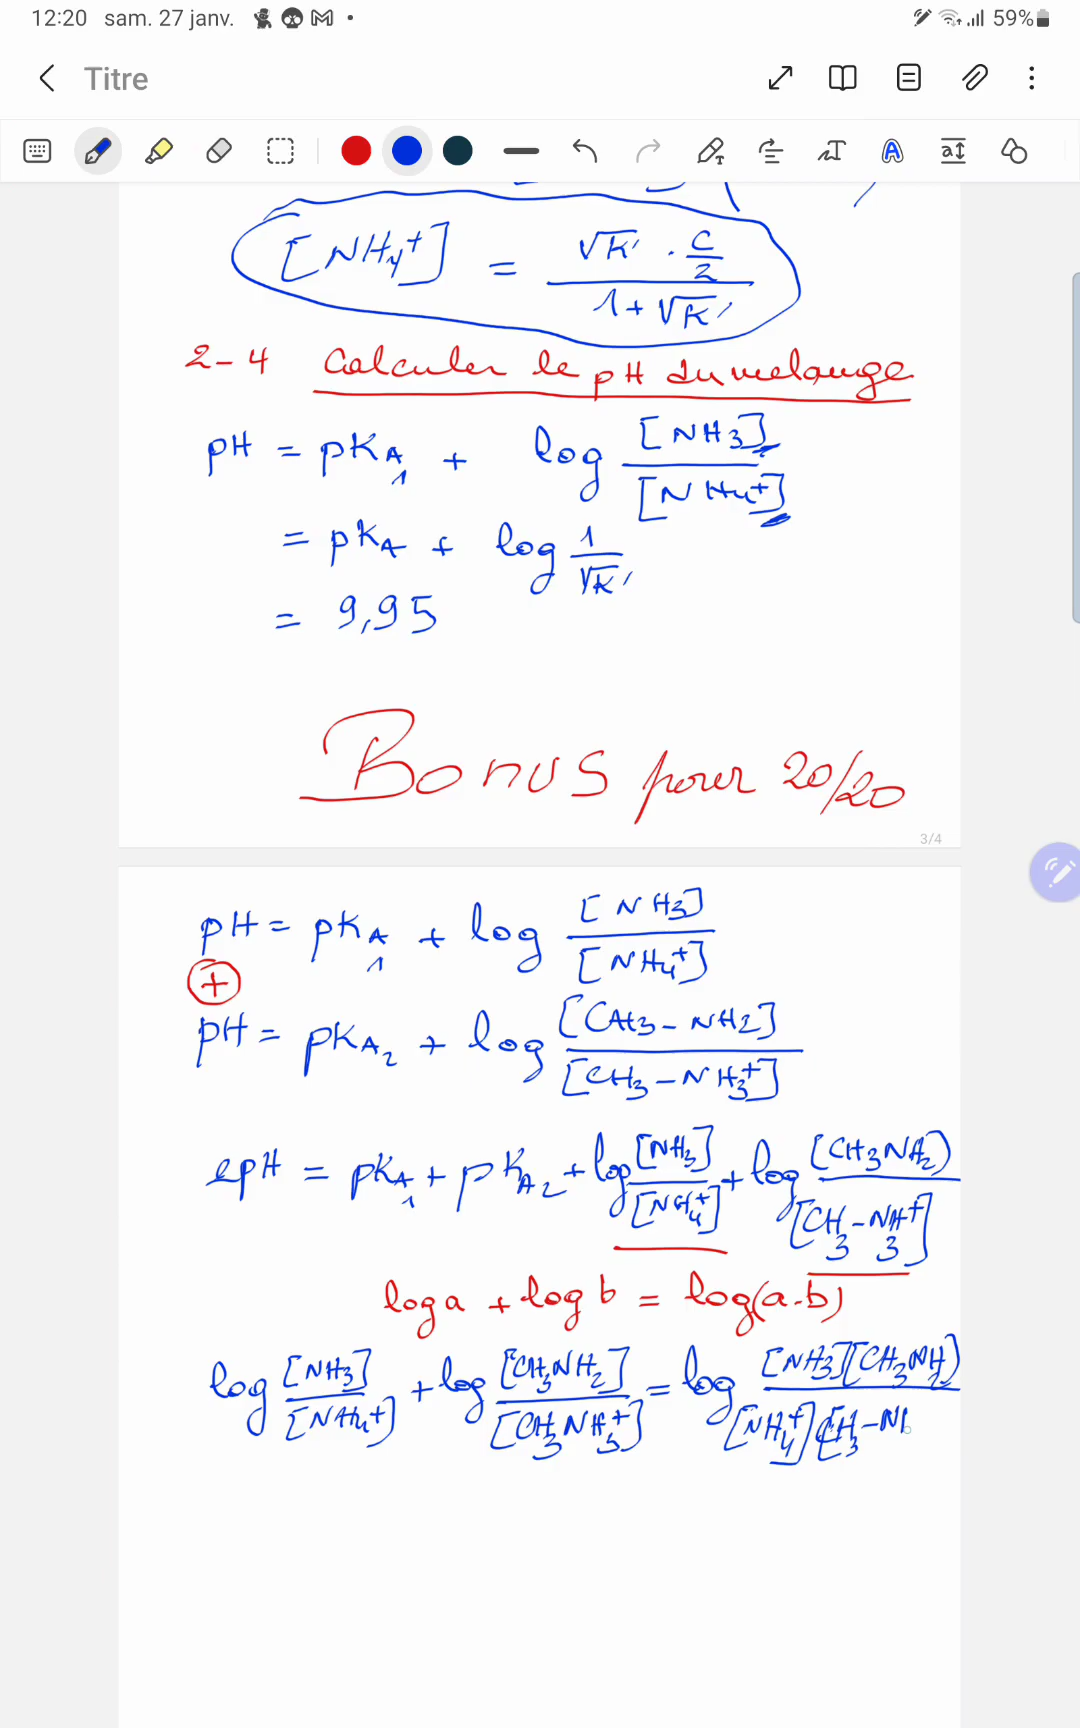 12:20 sam. 27 janv. 59%
Titre
[NH4+] = √K' . C/2 / 1+√K'
2-4 Calculer le pH du melange
pH = pKA1 + log [NH3]/[NH4+]
= pKA + log 1/√K'
= 9,95
Bonus pour 20/20
3/4
pH = pKA1 + log [NH3]/[NH4+]
+
pH = pKA2 + log [CH3-NH2]/[CH3-NH3+]
2pH = pKA1 + pKA2 + log [NH3]/[NH4+] + log [CH3NH2]/[CH3-NH3+]
log a + log b = log(a.b)
log [NH3]/[NH4+] + log [CH3NH2]/[CH3NH3+] = log [NH3][CH3NH2]/[NH4+][CH3-N